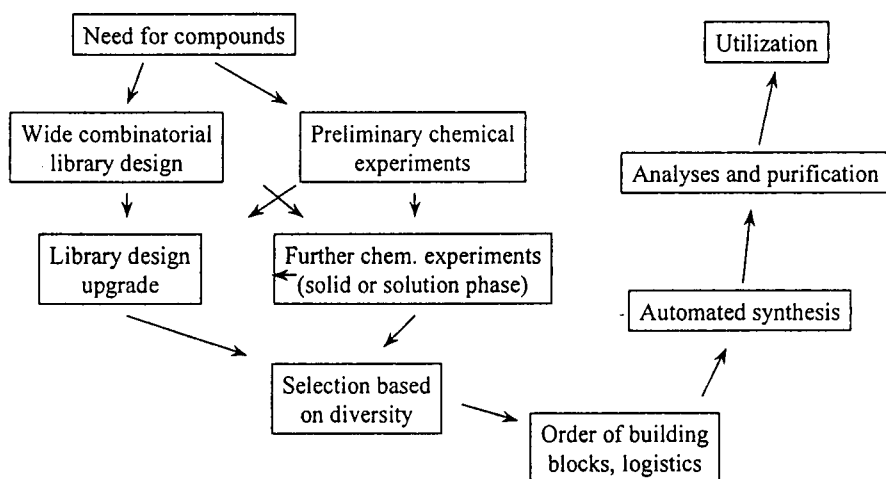 Need for compounds
Utilization
Wide combinatorial
library design
Preliminary chemical
experiments
Analyses and purification
Library design
upgrade
Further chem. experiments
(solid or solution phase)
Automated synthesis
Selection based
on diversity
Order of building
blocks, logistics